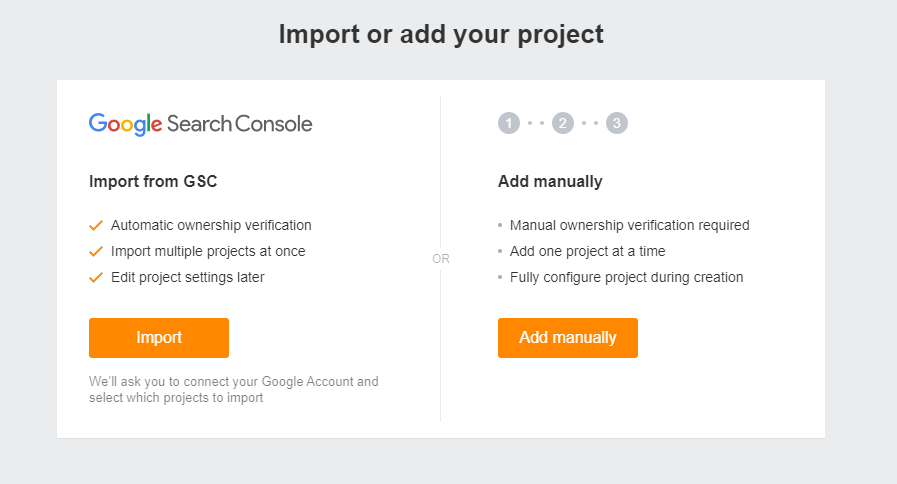 Import or add your project
Google Search Console
Import from GSC
Automatic ownership verification
Import multiple projects at once
Edit project settings later
Import
We'll ask you to connect your Google Account and
select which projects to import
OR
1 2 3
Add manually
Manual ownership verification required
Add one project at a time
Fully configure project during creation
Add manually